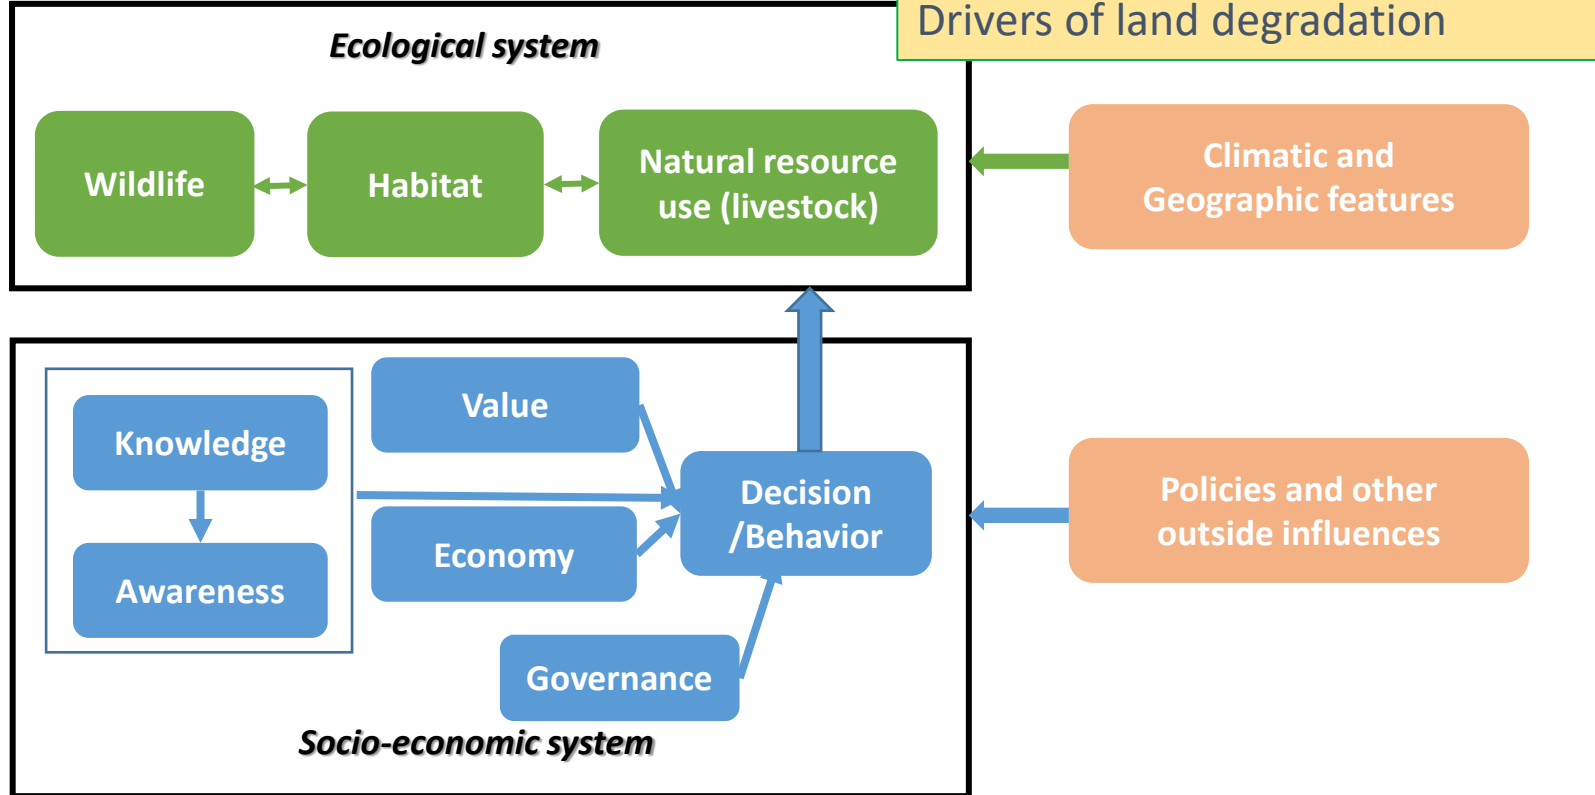 Drivers of land degradation
Ecological system
Wildlife
Habitat
Natural resource
use (livestock)
Climatic and
Geographic features
Value
Knowledge
Awareness
Economy
Decision
/Behavior
Governance
Policies and other
outside influences
Socio-economic system